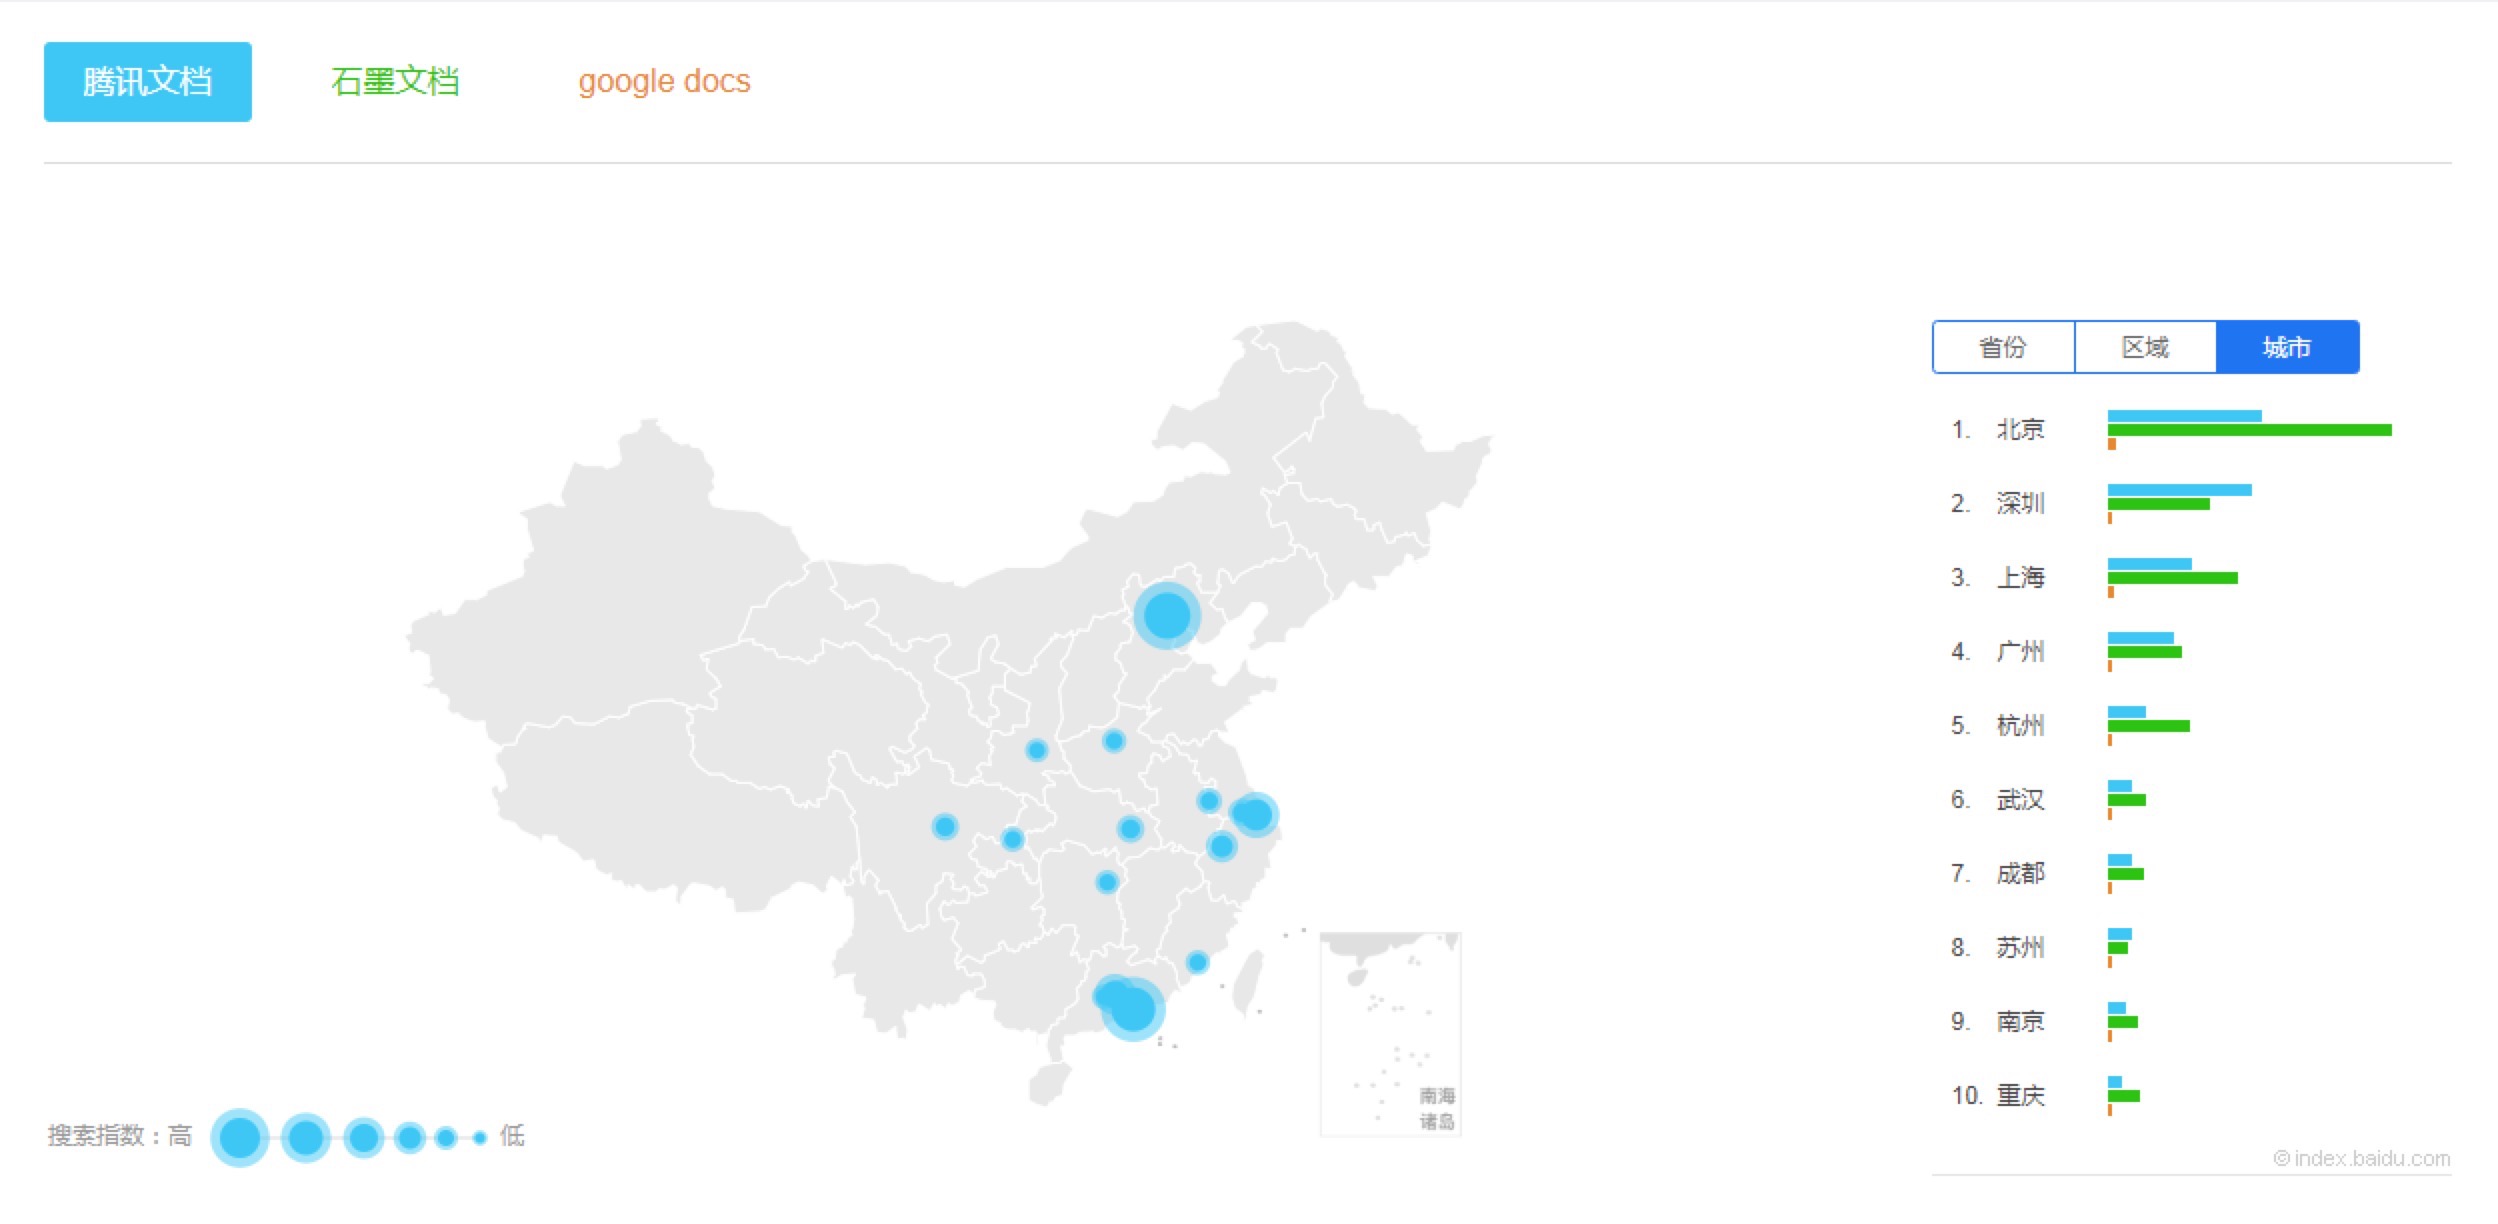 腾讯文档 石墨文档 google docs
省份 区域 城市
1. 北京
2. 深圳
3. 上海
4. 广州
5. 杭州
6. 武汉
7. 成都
8. 苏州
9. 南京
10. 重庆
南海
诸岛
搜索指数：高 低
© index.baidu.com